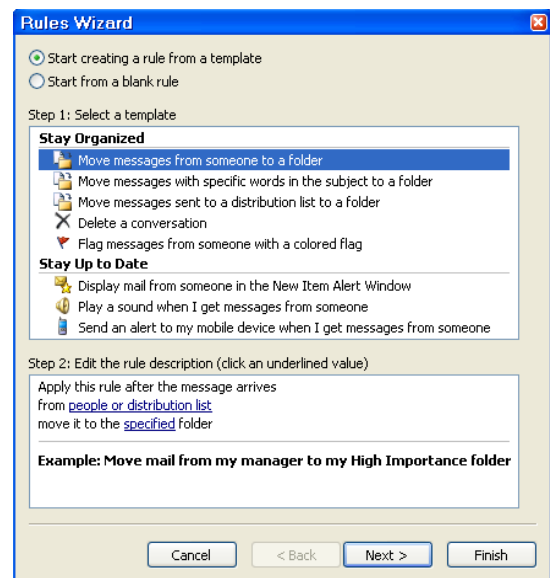 Rules Wizard
Start creating a rule from a template
Start from a blank rule
Step 1: Select a template
Stay Organized
Move messages from someone to a folder
Move messages with specific words in the subject to a folder
Move messages sent to a distribution list to a folder
Delete a conversation
Flag messages from someone with a colored flag
Stay Up to Date
Display mail from someone in the New Item Alert Window
Play a sound when I get messages from someone
Send an alert to my mobile device when I get messages from someone
Step 2: Edit the rule description (click an underlined value)
Apply this rule after the message arrives
from people or distribution list
move it to the specified folder
Example: Move mail from my manager to my High Importance folder
Cancel < Back Next > Finish